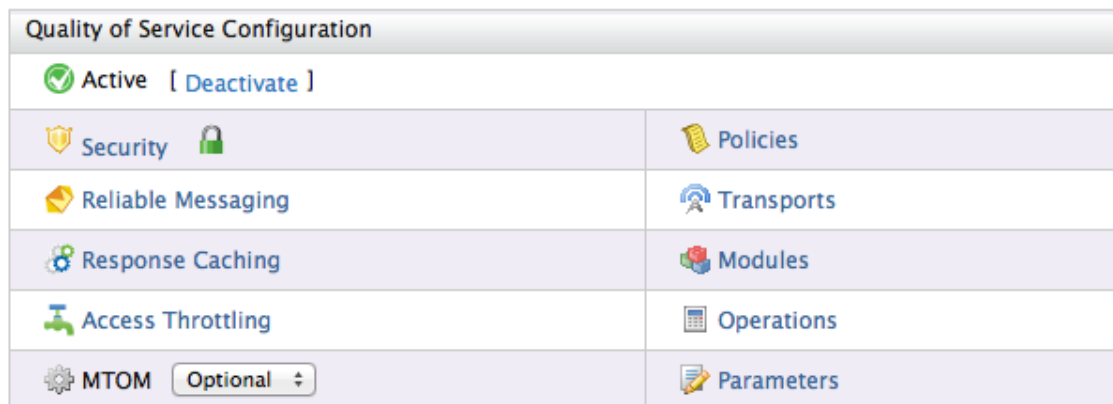 Quality of Service Configuration
Active [ Deactivate ]
Security Policies
Reliable Messaging Transports
Response Caching Modules
Access Throttling Operations
MTOM Optional Parameters